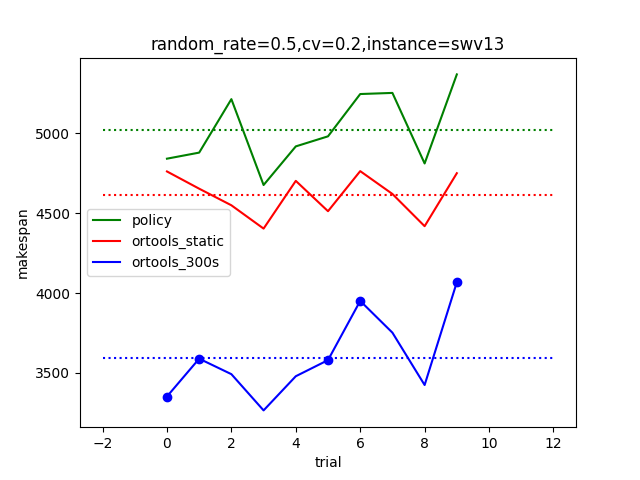 random_rate=0.5,cv=0.2,instance=swv13
makespan
5000
4500
4000
3500
policy
ortools_static
ortools_300s
−2
0
2
4
6
8
10
12
trial